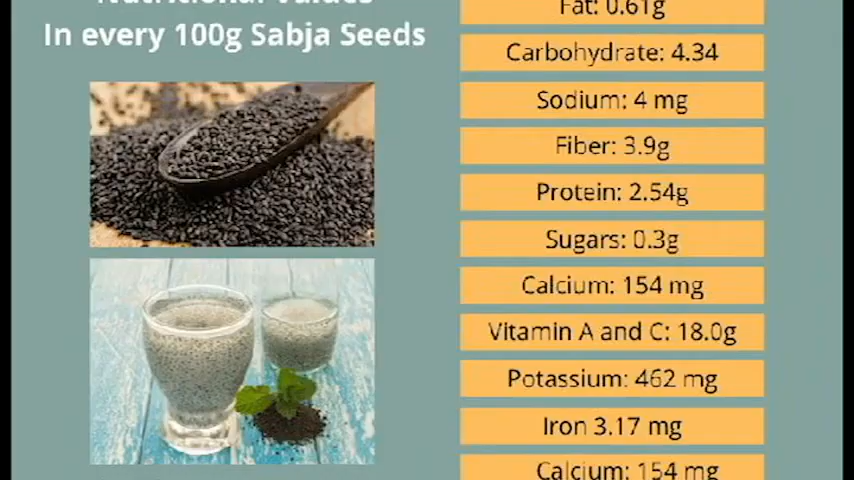 Nutritional Values
In every 100g Sabja Seeds
Fat: 0.61g
Carbohydrate: 4.34
Sodium: 4 mg
Fiber: 3.9g
Protein: 2.54g
Sugars: 0.3g
Calcium: 154 mg
Vitamin A and C: 18.0g
Potassium: 462 mg
Iron 3.17 mg
Calcium: 154 mg